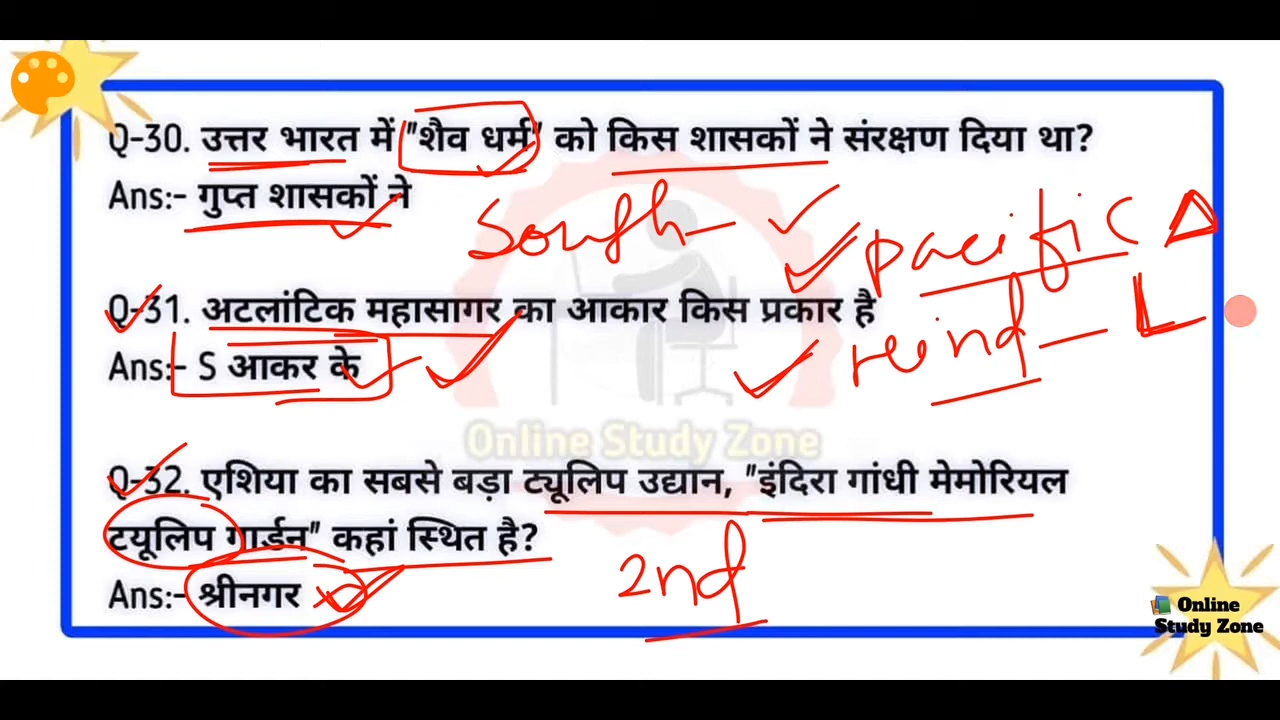 Q-30. उत्तर भारत में "शैव धर्म" को किस शासकों ने संरक्षण दिया था?
Ans:- गुप्त शासकों ने
South-
pacific Δ
Q-31. अटलांटिक महासागर का आकार किस प्रकार है
L
Ans:- S आकर के
Online Study Zone
Q-32. एशिया का सबसे बड़ा ट्यूलिप उद्यान, "इंदिरा गांधी मेमोरियल
टयूलिप गार्डन" कहां स्थित है?
2nd
Ans:- श्रीनगर
Online
Study Zone